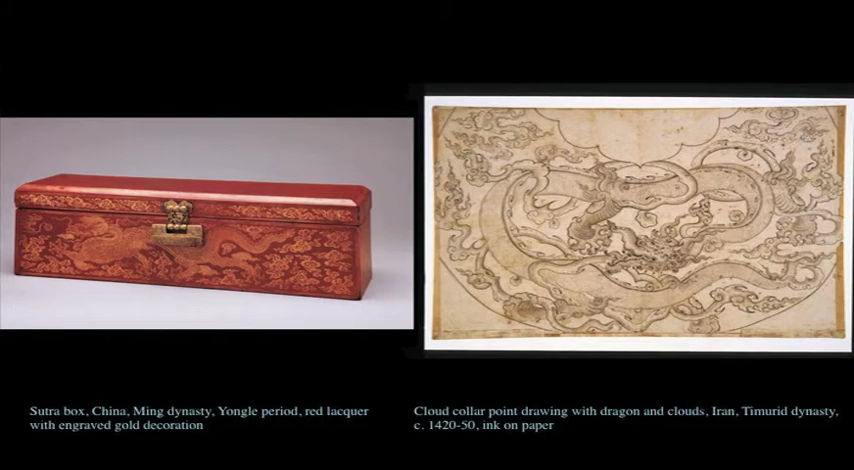 Sutra box, China, Ming dynasty, Yongle period, red lacquer
with engraved gold decoration
Cloud collar point drawing with dragon and clouds, Iran, Timurid dynasty,
c. 1420-50, ink on paper